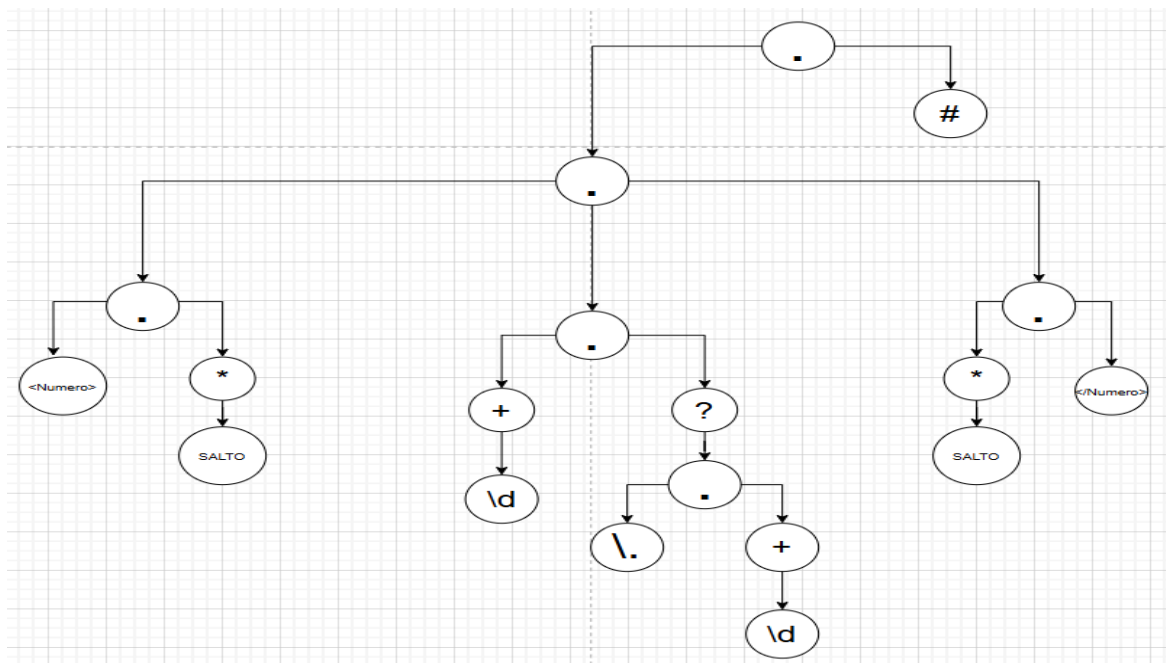 .
#
.
.
.
.
<Numero>
*
+
?
*
</Numero>
SALTO
\d
.
SALTO
\.
+
\d